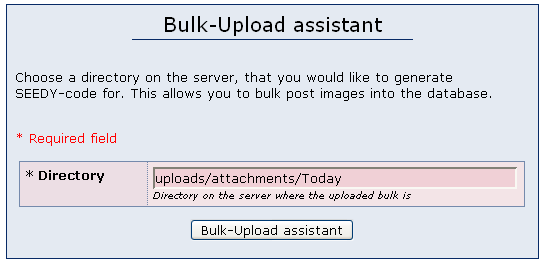 Bulk-Upload assistant
Choose a directory on the server, that you would like to generate
SEEDY-code for. This allows you to bulk post images into the database.
* Required field
* Directory
uploads/attachments/Today
Directory on the server where the uploaded bulk is
Bulk-Upload assistant